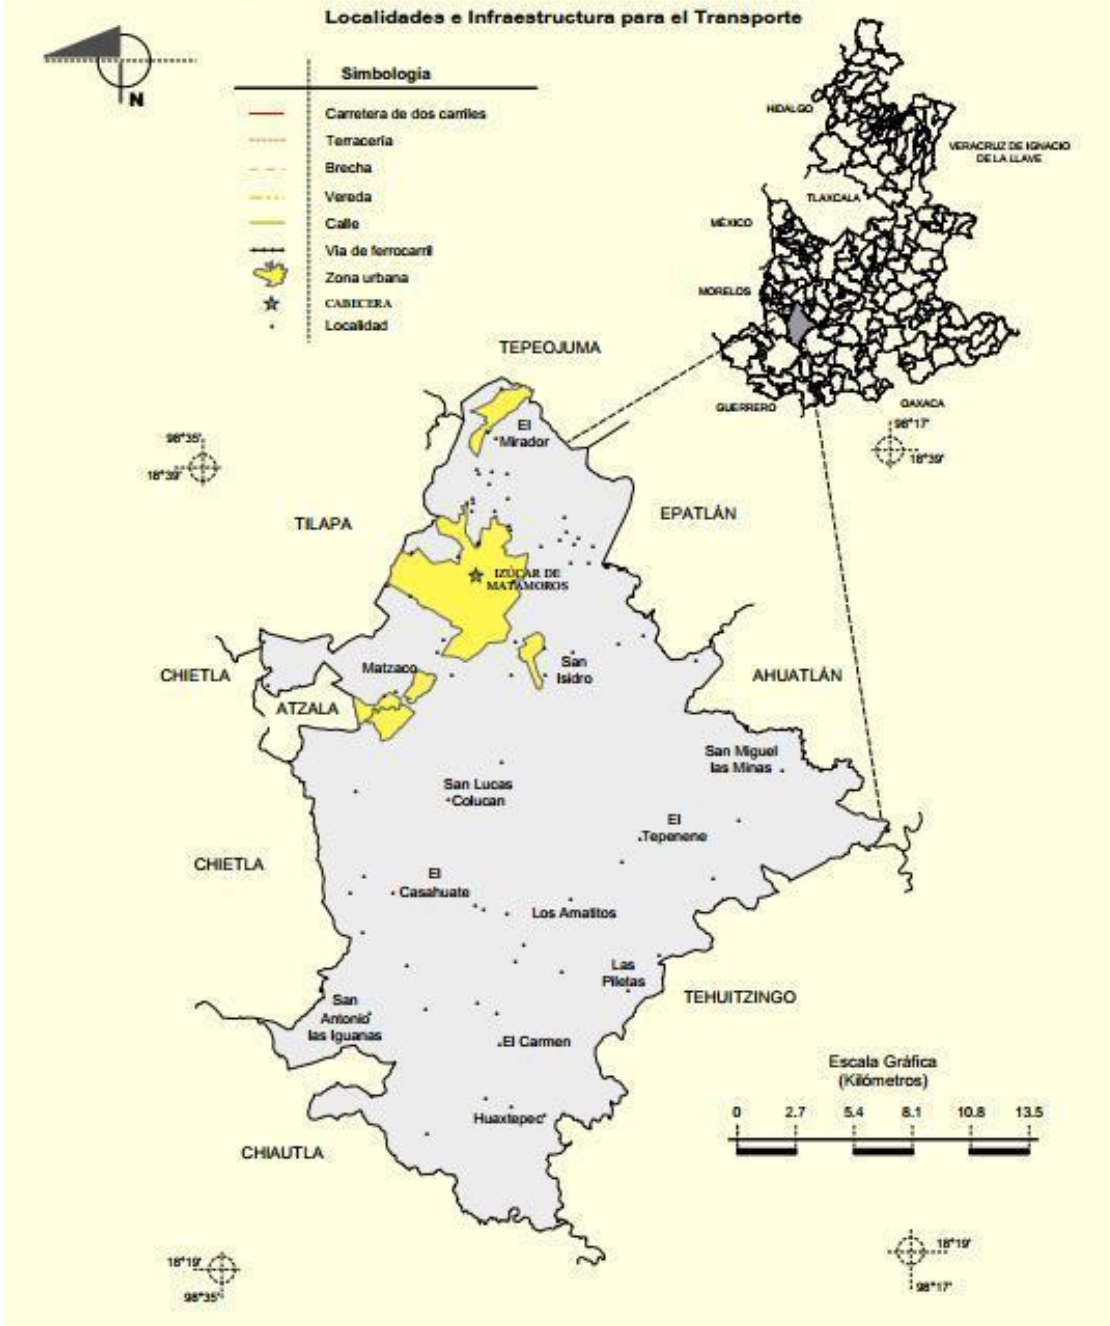 Localidades e Infraestructura para el Transporte
N
Simbología
Carretera de dos carriles
Terracería
Brecha
Vereda
Calle
Vía de ferrocarril
Zona urbana
CABECERA
Localidad
HIDALGO
VERACRUZ DE IGNACIO
DE LA LLAVE
TLAXCALA
MÉXICO
MORELOS
GUERRERO
OAXACA
TEPEOJUMA
98°35'
18°39'
98°17'
18°39'
El
Mirador
TILAPA
EPATLÁN
IZÚCAR DE
MATAMOROS
CHIETLA
Matzaco
San
Isidro
AHUATLÁN
ATZALA
San Miguel
las Minas
San Lucas
Colucan
El
Tepenene
CHIETLA
El
Casahuate
Los Amatitos
Las
Piletas
TEHUITZINGO
San
Antonio
las Iguanas
El Carmen
Huaxtepec
CHIAUTLA
Escala Gráfica
(Kilómetros)
0 2.7 5.4 8.1 10.8 13.5
18°19'
98°35'
18°19'
98°17'